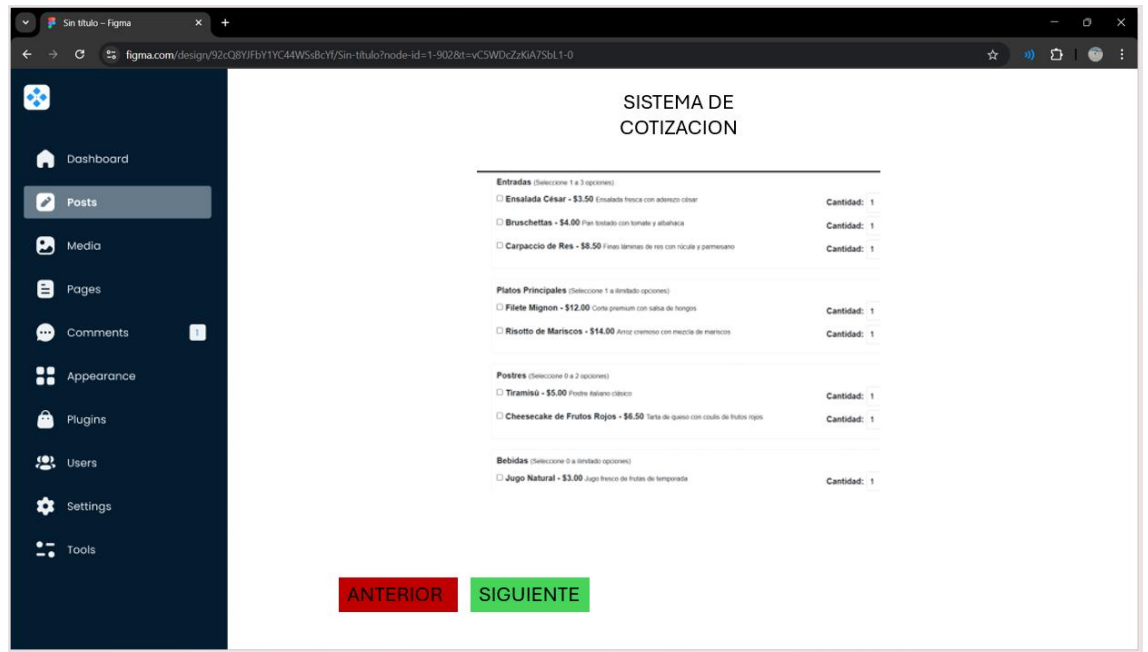 Sin título – Figma
figma.com/design/92cQ8YJFbY1YC44WSsBcYf/Sin-título?node-id=1-902&t=vC5WDcZzKiA7SbL1-0
Dashboard
Posts
Media
Pages
Comments 1
Appearance
Plugins
Users
Settings
Tools
SISTEMA DE
COTIZACION
Entradas (Seleccione 1 a 3 opciones)
Ensalada César - $3.50 Ensalada fresca con aderezo césar Cantidad: 1
Bruschettas - $4.00 Pan tostado con tomate y albahaca Cantidad: 1
Carpaccio de Res - $8.50 Finas láminas de res con rúcula y parmesano Cantidad: 1
Platos Principales (Seleccione 1 a ilimitado opciones)
Filete Mignon - $12.00 Corte premium con salsa de hongos Cantidad: 1
Risotto de Mariscos - $14.00 Arroz cremoso con mezcla de mariscos Cantidad: 1
Postres (Seleccione 0 a 2 opciones)
Tiramisú - $5.00 Postre italiano clásico Cantidad: 1
Cheesecake de Frutos Rojos - $6.50 Tarta de queso con coulis de frutos rojos Cantidad: 1
Bebidas (Seleccione 0 a ilimitado opciones)
Jugo Natural - $3.00 Jugo fresco de frutas de temporada Cantidad: 1
ANTERIOR SIGUIENTE